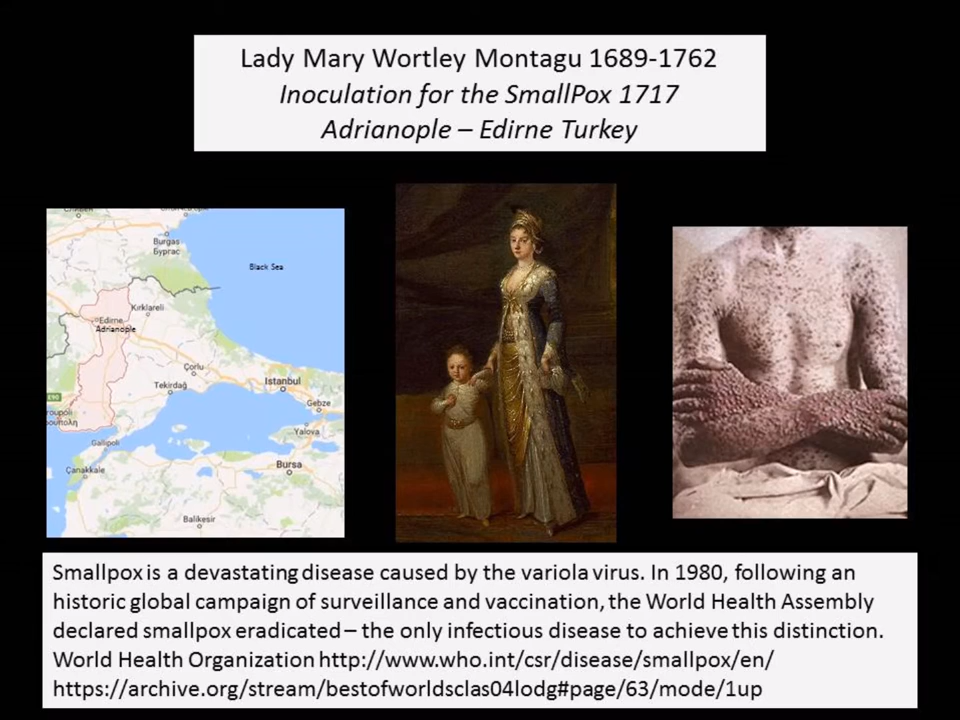 Lady Mary Wortley Montagu 1689-1762
Inoculation for the SmallPox 1717
Adrianople – Edirne Turkey
Burgas
Бургас
Black Sea
Kırklareli
Edirne
Adrianople
Çorlu
Tekirdağ
Istanbul
Gebze
E90
Yalova
Gallipoli
Çanakkale
Bursa
Balıkesir
Smallpox is a devastating disease caused by the variola virus. In 1980, following an
historic global campaign of surveillance and vaccination, the World Health Assembly
declared smallpox eradicated – the only infectious disease to achieve this distinction.
World Health Organization http://www.who.int/csr/disease/smallpox/en/
https://archive.org/stream/bestofworldsclas04lodg#page/63/mode/1up